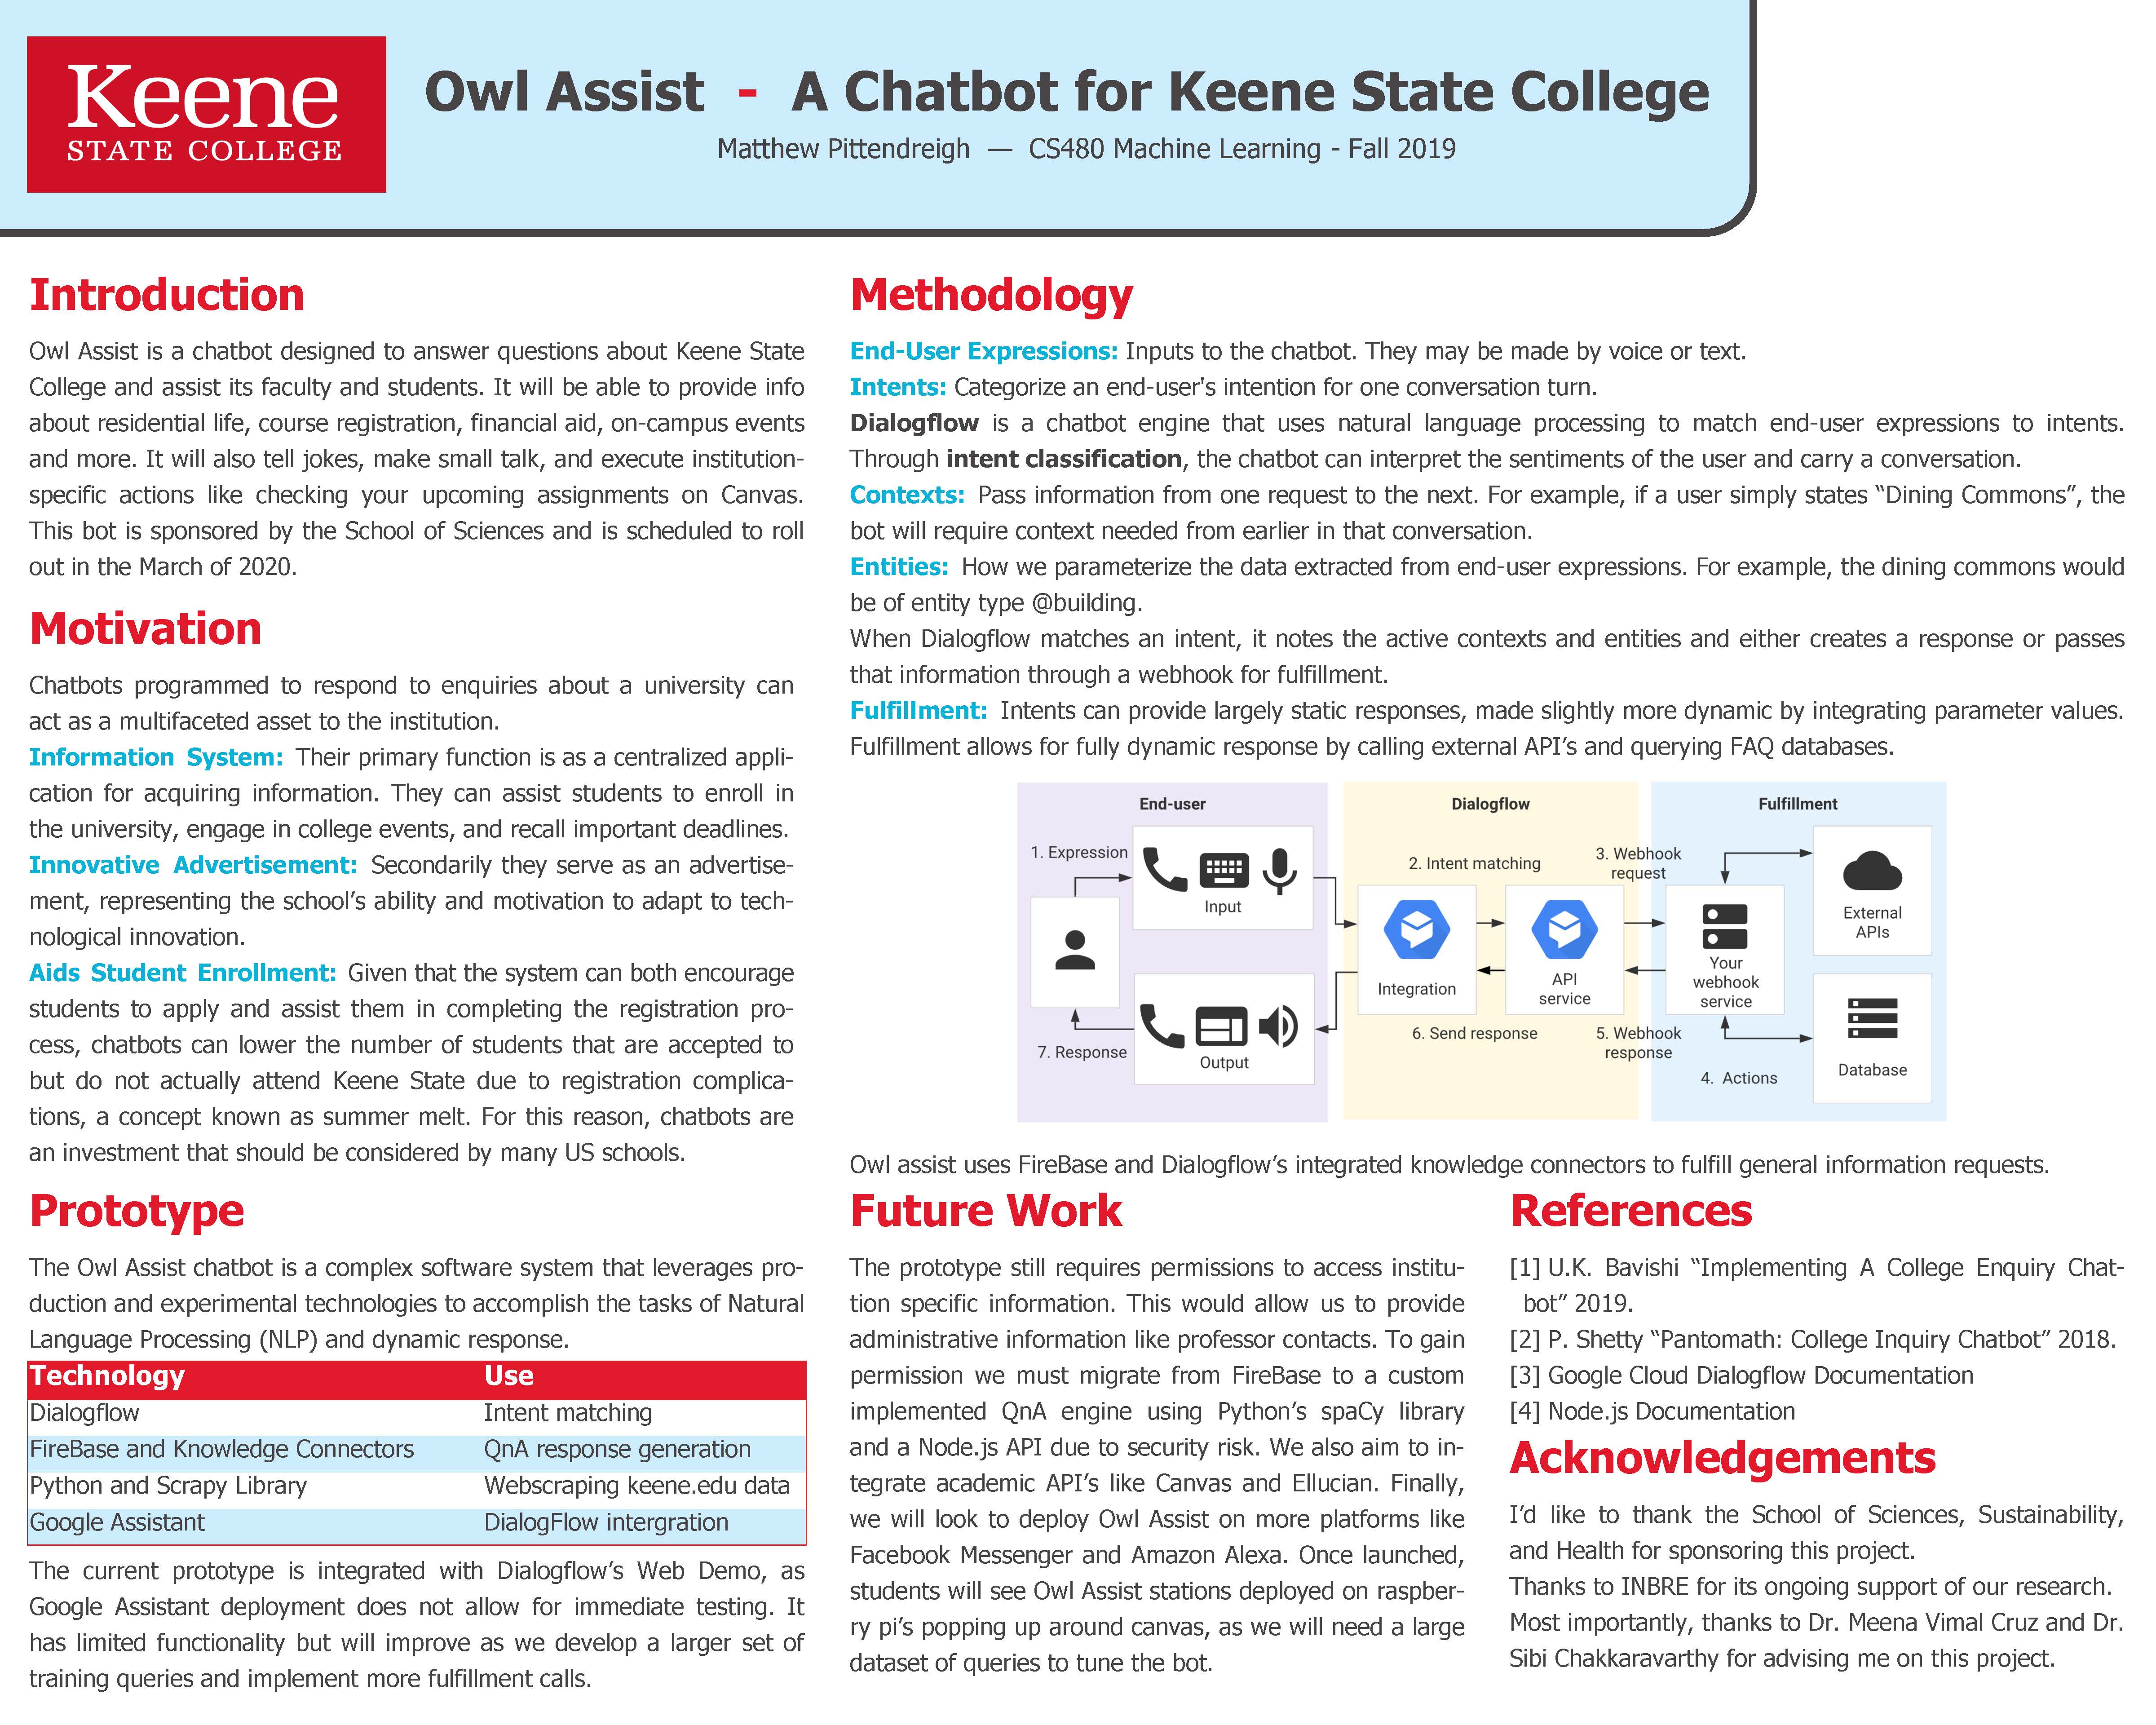 Keene
STATE COLLEGE
Owl Assist - A Chatbot for Keene State College
Matthew Pittendreigh — CS480 Machine Learning - Fall 2019
Introduction
Owl Assist is a chatbot designed to answer questions about Keene State
College and assist its faculty and students. It will be able to provide info
about residential life, course registration, financial aid, on-campus events
and more. It will also tell jokes, make small talk, and execute institution-
specific actions like checking your upcoming assignments on Canvas.
This bot is sponsored by the School of Sciences and is scheduled to roll
out in the March of 2020.
Motivation
Chatbots programmed to respond to enquiries about a university can
act as a multifaceted asset to the institution.
Information System: Their primary function is as a centralized appli-
cation for acquiring information. They can assist students to enroll in
the university, engage in college events, and recall important deadlines.
Innovative Advertisement: Secondarily they serve as an advertise-
ment, representing the school's ability and motivation to adapt to tech-
nological innovation.
Aids Student Enrollment: Given that the system can both encourage
students to apply and assist them in completing the registration pro-
cess, chatbots can lower the number of students that are accepted to
but do not actually attend Keene State due to registration complica-
tions, a concept known as summer melt. For this reason, chatbots are
an investment that should be considered by many US schools.
Prototype
The Owl Assist chatbot is a complex software system that leverages pro-
duction and experimental technologies to accomplish the tasks of Natural
Language Processing (NLP) and dynamic response.
Technology Use
Dialogflow Intent matching
FireBase and Knowledge Connectors QnA response generation
Python and Scrapy Library Webscraping keene.edu data
Google Assistant DialogFlow intergration
The current prototype is integrated with Dialogflow's Web Demo, as
Google Assistant deployment does not allow for immediate testing. It
has limited functionality but will improve as we develop a larger set of
training queries and implement more fulfillment calls.
Methodology
End-User Expressions: Inputs to the chatbot. They may be made by voice or text.
Intents: Categorize an end-user's intention for one conversation turn.
Dialogflow is a chatbot engine that uses natural language processing to match end-user expressions to intents.
Through intent classification, the chatbot can interpret the sentiments of the user and carry a conversation.
Contexts: Pass information from one request to the next. For example, if a user simply states “Dining Commons”, the
bot will require context needed from earlier in that conversation.
Entities: How we parameterize the data extracted from end-user expressions. For example, the dining commons would
be of entity type @building.
When Dialogflow matches an intent, it notes the active contexts and entities and either creates a response or passes
that information through a webhook for fulfillment.
Fulfillment: Intents can provide largely static responses, made slightly more dynamic by integrating parameter values.
Fulfillment allows for fully dynamic response by calling external API's and querying FAQ databases.
End-user
1. Expression
Input
7. Response
Output
Dialogflow
2. Intent matching
Integration
API
service
6. Send response
Fulfillment
3. Webhook
request
Your
webhook
service
5. Webhook
response
4. Actions
External
APIs
Database
Owl assist uses FireBase and Dialogflow's integrated knowledge connectors to fulfill general information requests.
Future Work
The prototype still requires permissions to access institu-
tion specific information. This would allow us to provide
administrative information like professor contacts. To gain
permission we must migrate from FireBase to a custom
implemented QnA engine using Python's spaCy library
and a Node.js API due to security risk. We also aim to in-
tegrate academic API's like Canvas and Ellucian. Finally,
we will look to deploy Owl Assist on more platforms like
Facebook Messenger and Amazon Alexa. Once launched,
students will see Owl Assist stations deployed on raspber-
ry pi's popping up around canvas, as we will need a large
dataset of queries to tune the bot.
References
[1] U.K. Bavishi “Implementing A College Enquiry Chat-
bot” 2019.
[2] P. Shetty “Pantomath: College Inquiry Chatbot” 2018.
[3] Google Cloud Dialogflow Documentation
[4] Node.js Documentation
Acknowledgements
I'd like to thank the School of Sciences, Sustainability,
and Health for sponsoring this project.
Thanks to INBRE for its ongoing support of our research.
Most importantly, thanks to Dr. Meena Vimal Cruz and Dr.
Sibi Chakkaravarthy for advising me on this project.